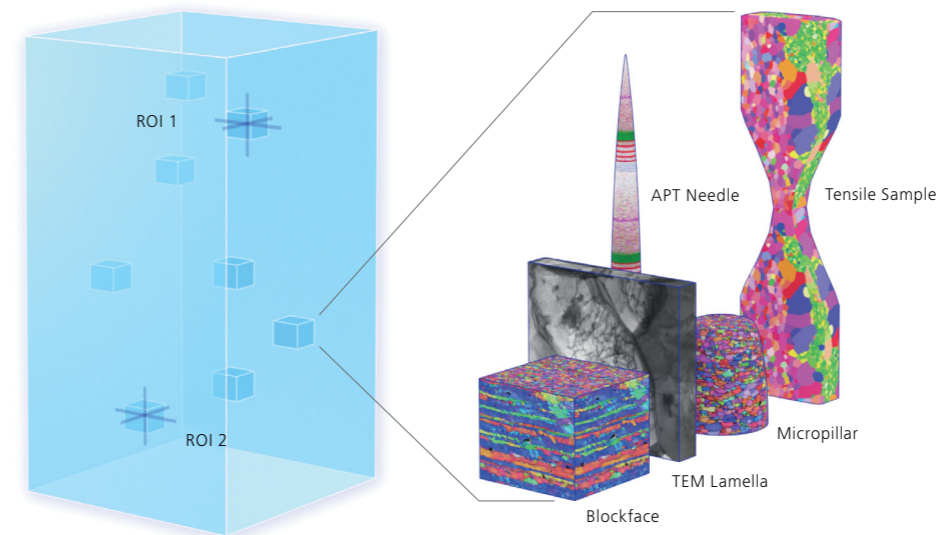 ROI 1
ROI 2
APT Needle
Tensile Sample
Micropillar
TEM Lamella
Blockface